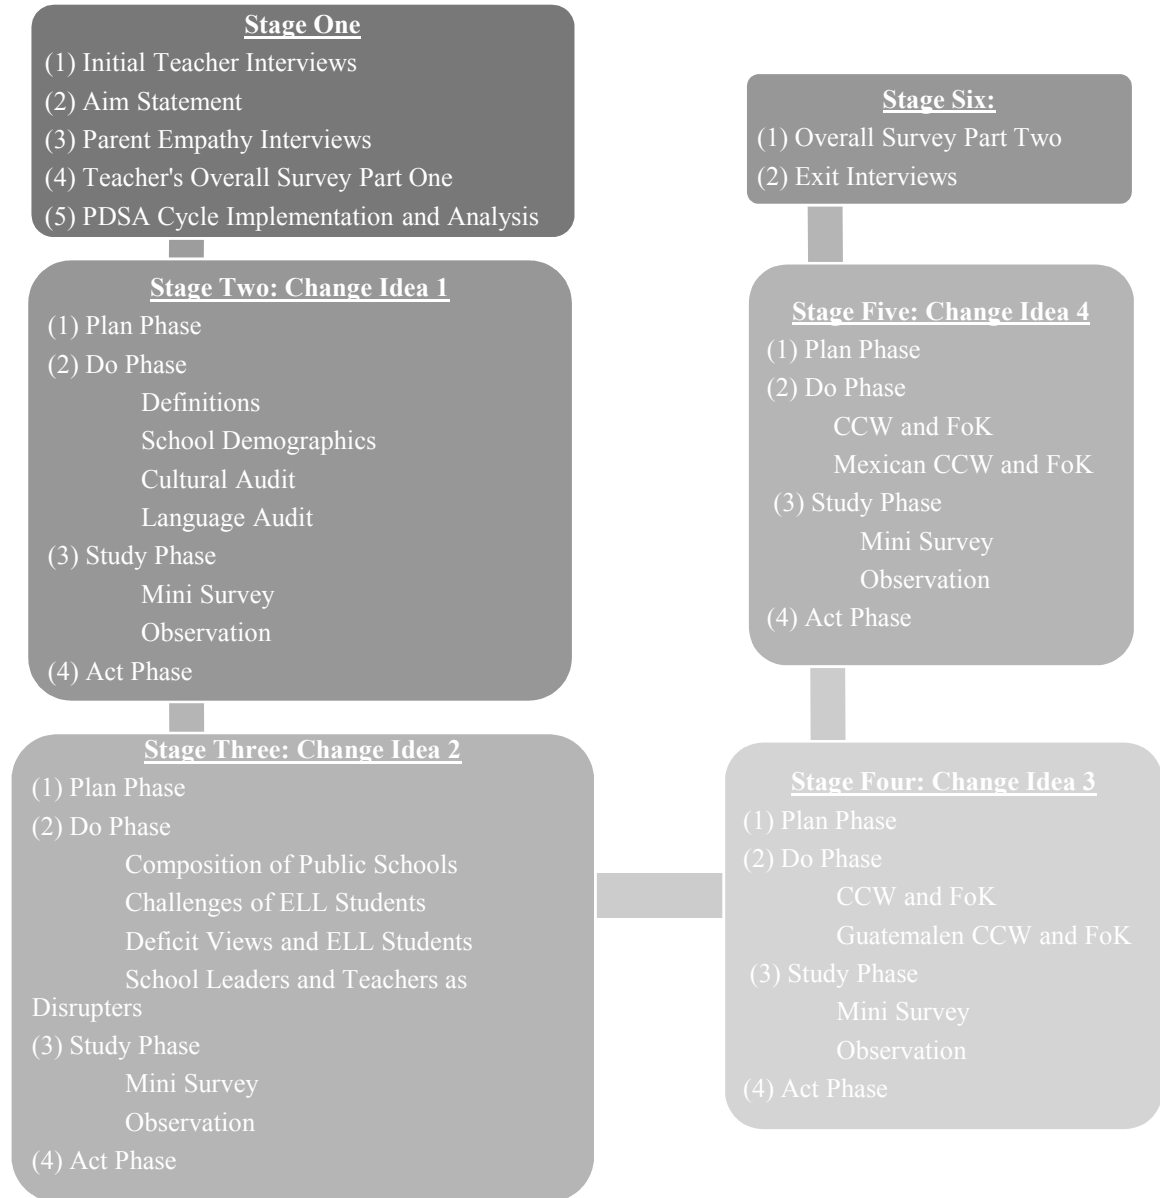 Stage One
(1) Initial Teacher Interviews
(2) Aim Statement
(3) Parent Empathy Interviews
(4) Teacher's Overall Survey Part One
(5) PDSA Cycle Implementation and Analysis
Stage Two: Change Idea 1
(1) Plan Phase
(2) Do Phase
Definitions
School Demographics
Cultural Audit
Language Audit
(3) Study Phase
Mini Survey
Observation
(4) Act Phase
Stage Three: Change Idea 2
(1) Plan Phase
(2) Do Phase
Composition of Public Schools
Challenges of ELL Students
Deficit Views and ELL Students
School Leaders and Teachers as
Disrupters
(3) Study Phase
Mini Survey
Observation
(4) Act Phase
Stage Four: Change Idea 3
(1) Plan Phase
(2) Do Phase
CCW and FoK
Guatemalen CCW and FoK
(3) Study Phase
Mini Survey
Observation
(4) Act Phase
Stage Five: Change Idea 4
(1) Plan Phase
(2) Do Phase
CCW and FoK
Mexican CCW and FoK
(3) Study Phase
Mini Survey
Observation
(4) Act Phase
Stage Six:
(1) Overall Survey Part Two
(2) Exit Interviews